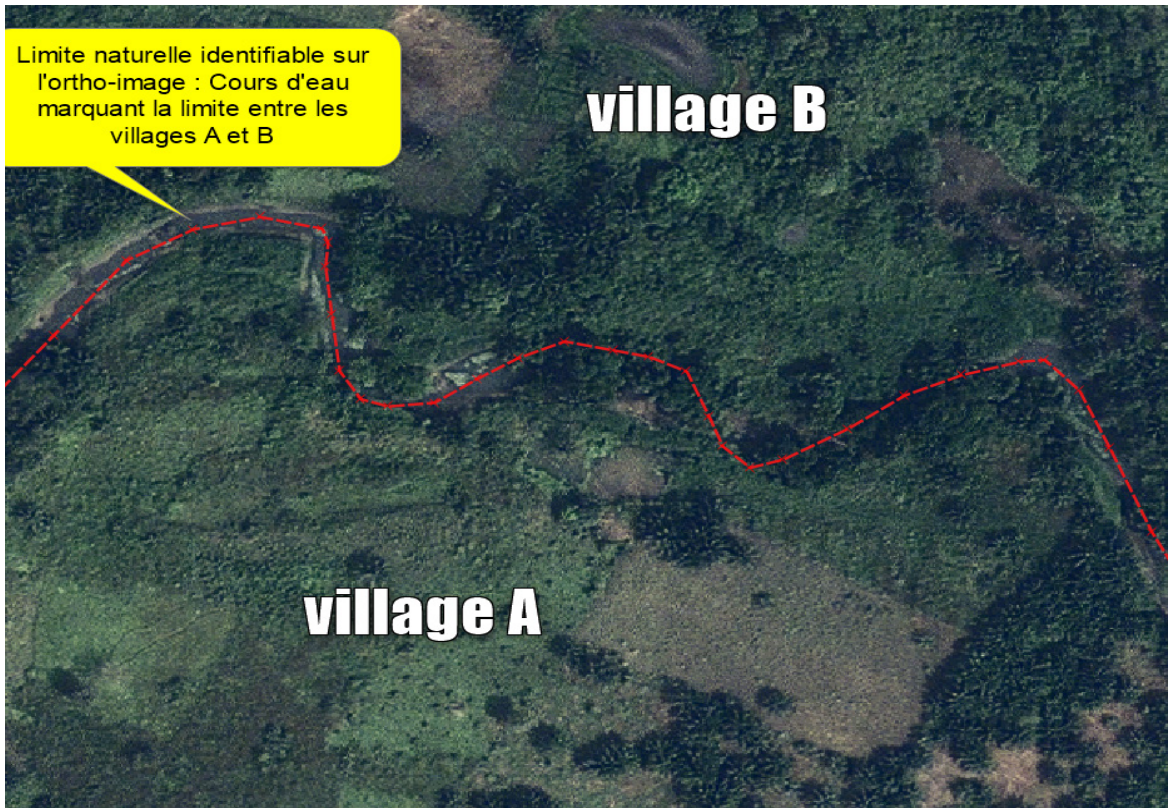 Limite naturelle identifiable sur
l'ortho-image : Cours d'eau
marquant la limite entre les
villages A et B
village B
village A